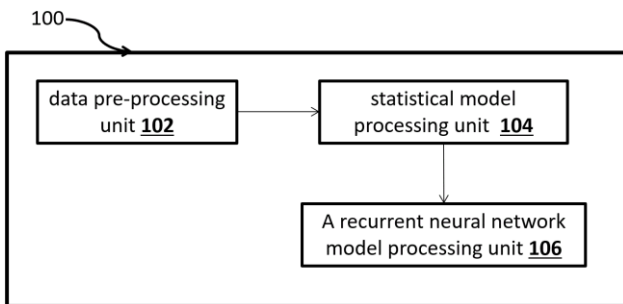 100
data pre-processing
unit 102
statistical model
processing unit 104
A recurrent neural network
model processing unit 106